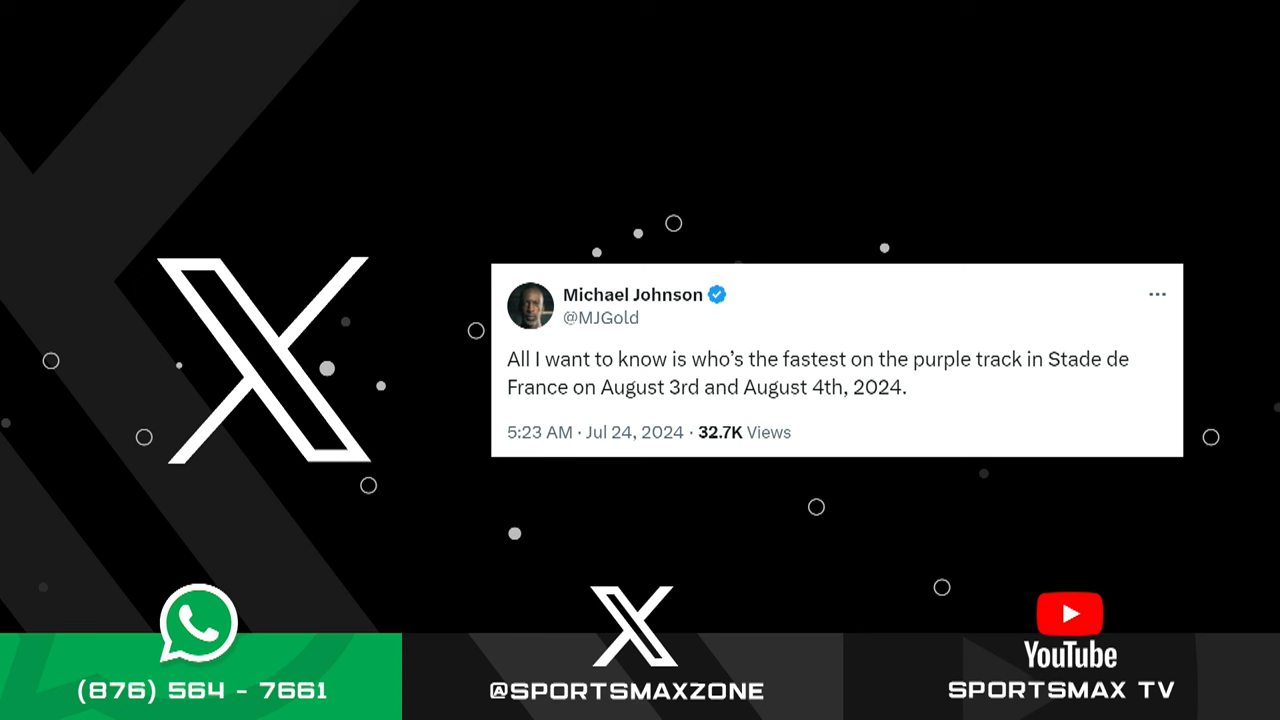 Michael Johnson
@MJGold
All I want to know is who’s the fastest on the purple track in Stade de
France on August 3rd and August 4th, 2024.
5:23 AM · Jul 24, 2024 · 32.7K Views
(876) 564 - 7661
@SPORTSMAXZONE
YouTube
SPORTSMAX TV